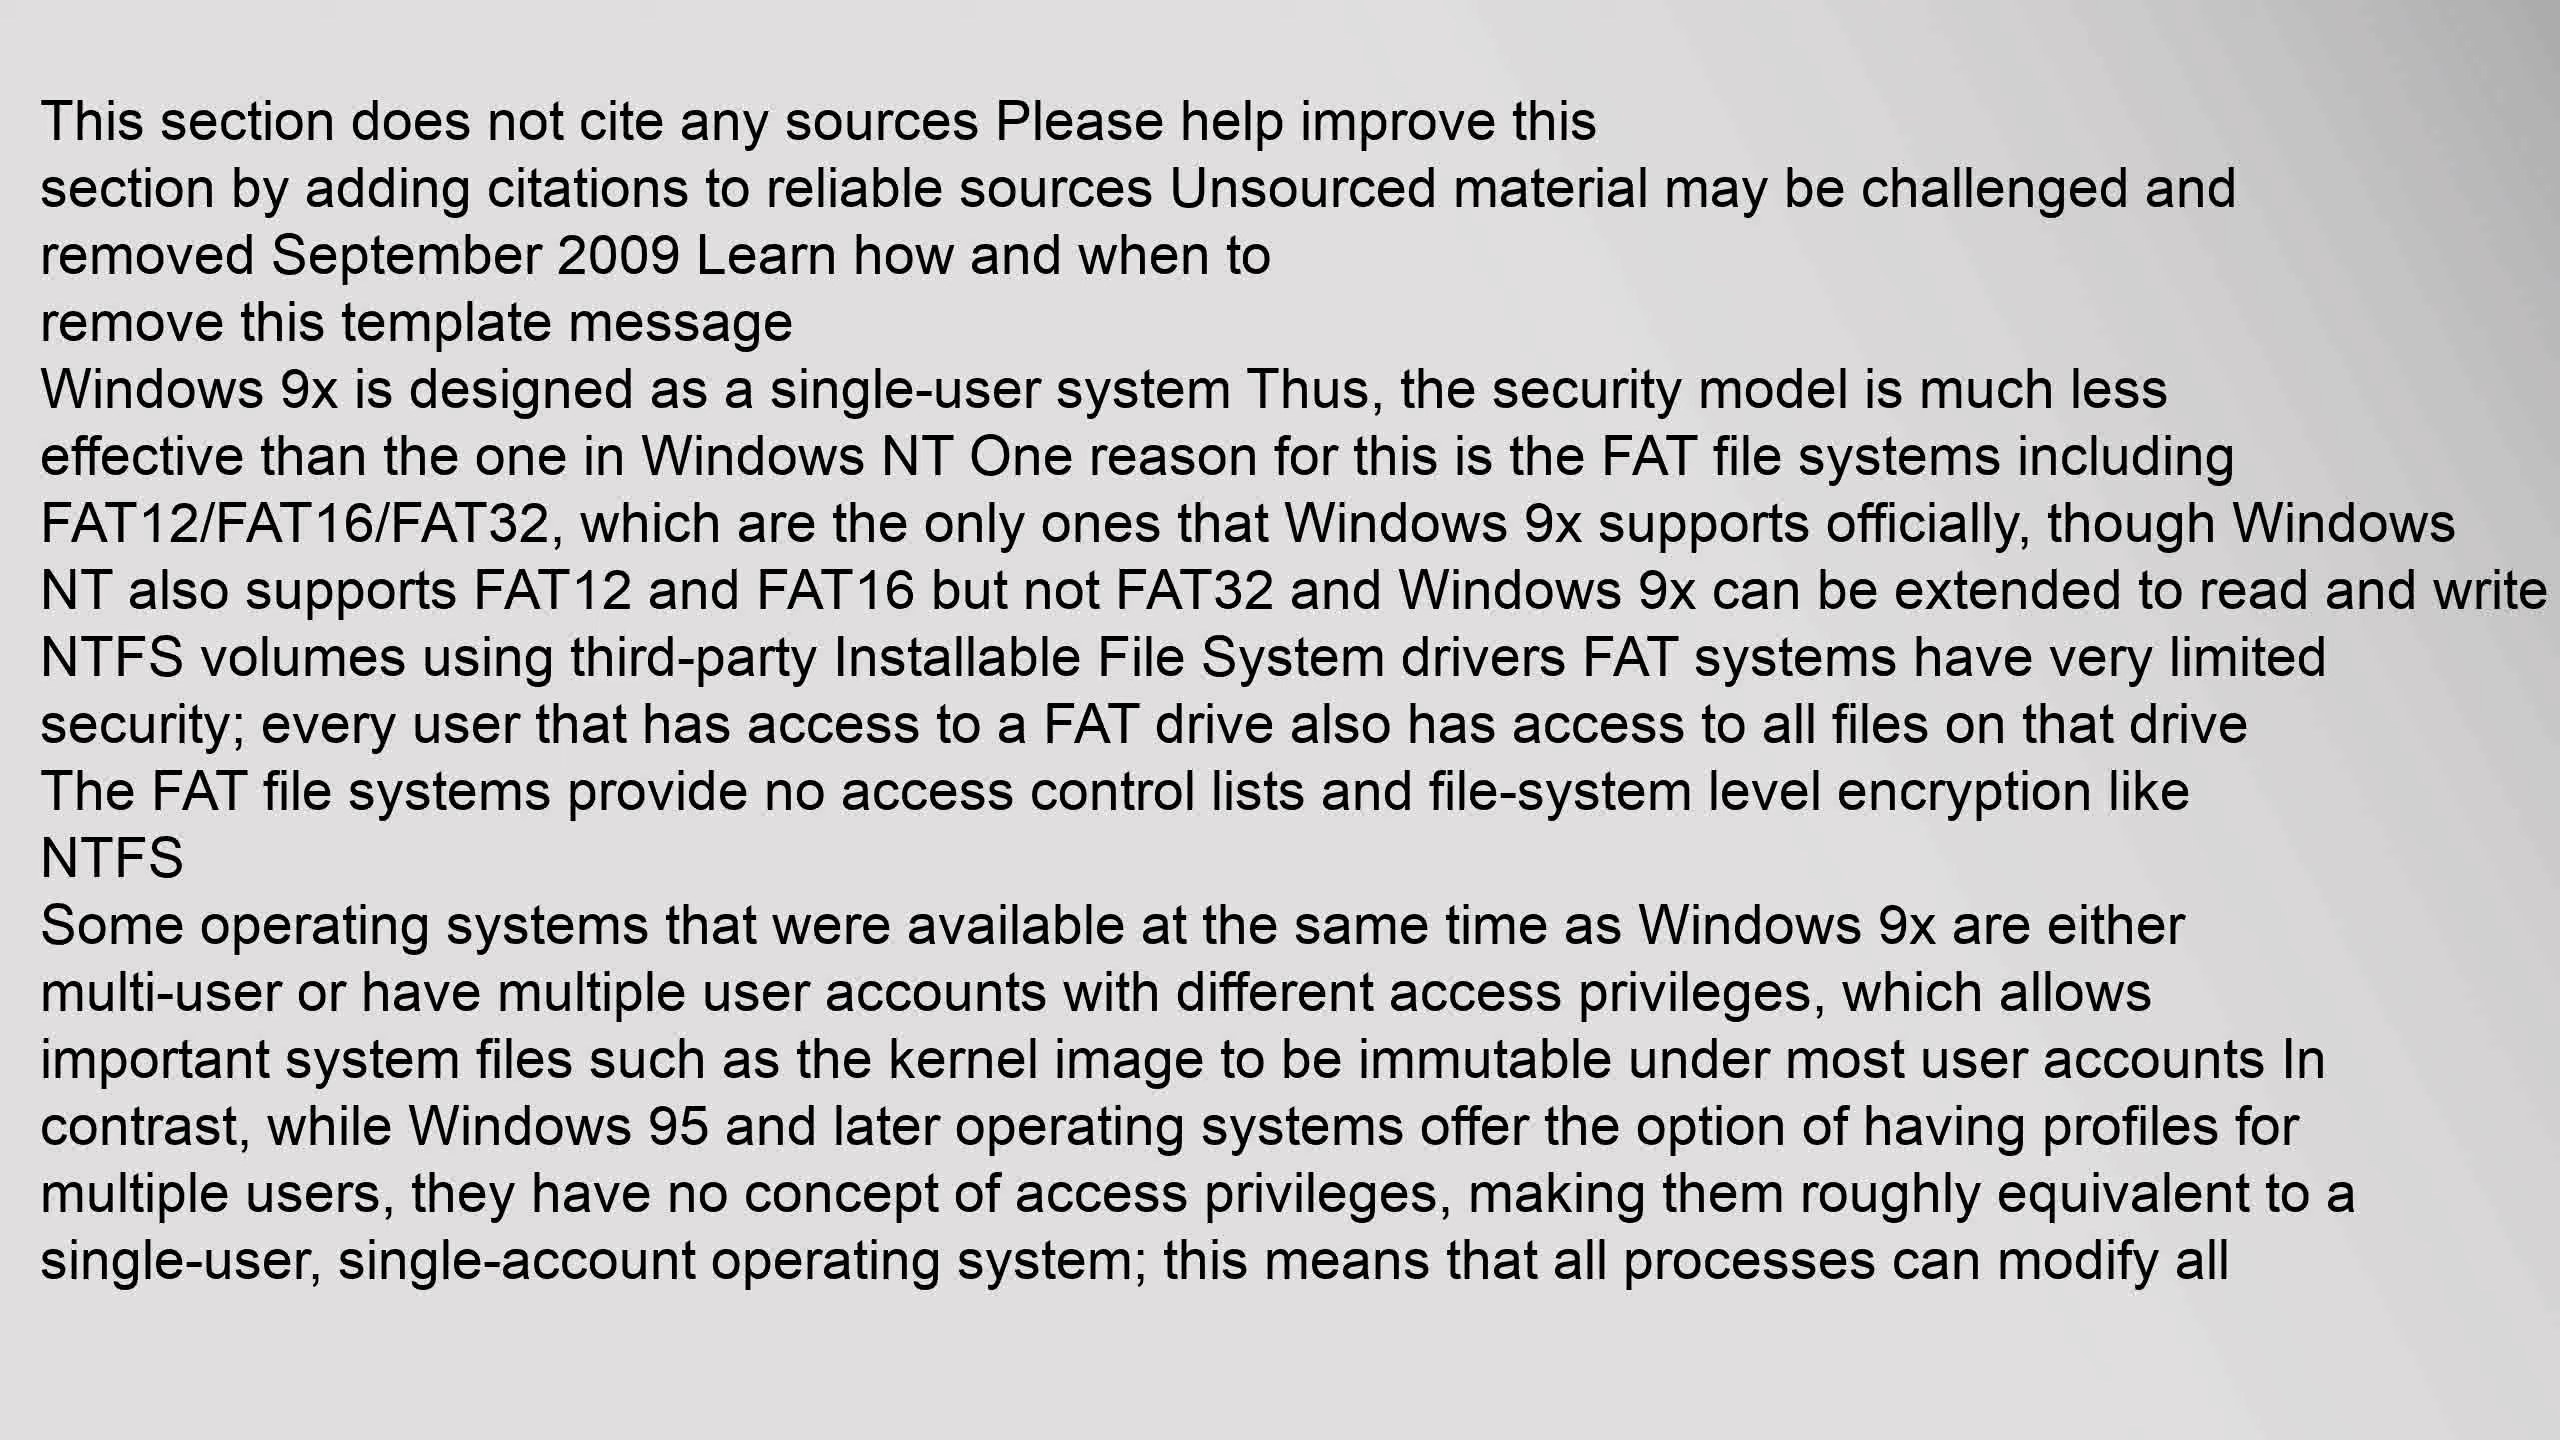 This section does not cite any sources Please help improve this
section by adding citations to reliable sources Unsourced material may be challenged and
removed September 2009 Learn how and when to
remove this template message
Windows 9x is designed as a single-user system Thus, the security model is much less
effective than the one in Windows NT One reason for this is the FAT file systems including
FAT12/FAT16/FAT32, which are the only ones that Windows 9x supports officially, though Windows
NT also supports FAT12 and FAT16 but not FAT32 and Windows 9x can be extended to read and write
NTFS volumes using third-party Installable File System drivers FAT systems have very limited
security; every user that has access to a FAT drive also has access to all files on that drive
The FAT file systems provide no access control lists and file-system level encryption like
NTFS
Some operating systems that were available at the same time as Windows 9x are either
multi-user or have multiple user accounts with different access privileges, which allows
important system files such as the kernel image to be immutable under most user accounts In
contrast, while Windows 95 and later operating systems offer the option of having profiles for
multiple users, they have no concept of access privileges, making them roughly equivalent to a
single-user, single-account operating system; this means that all processes can modify all